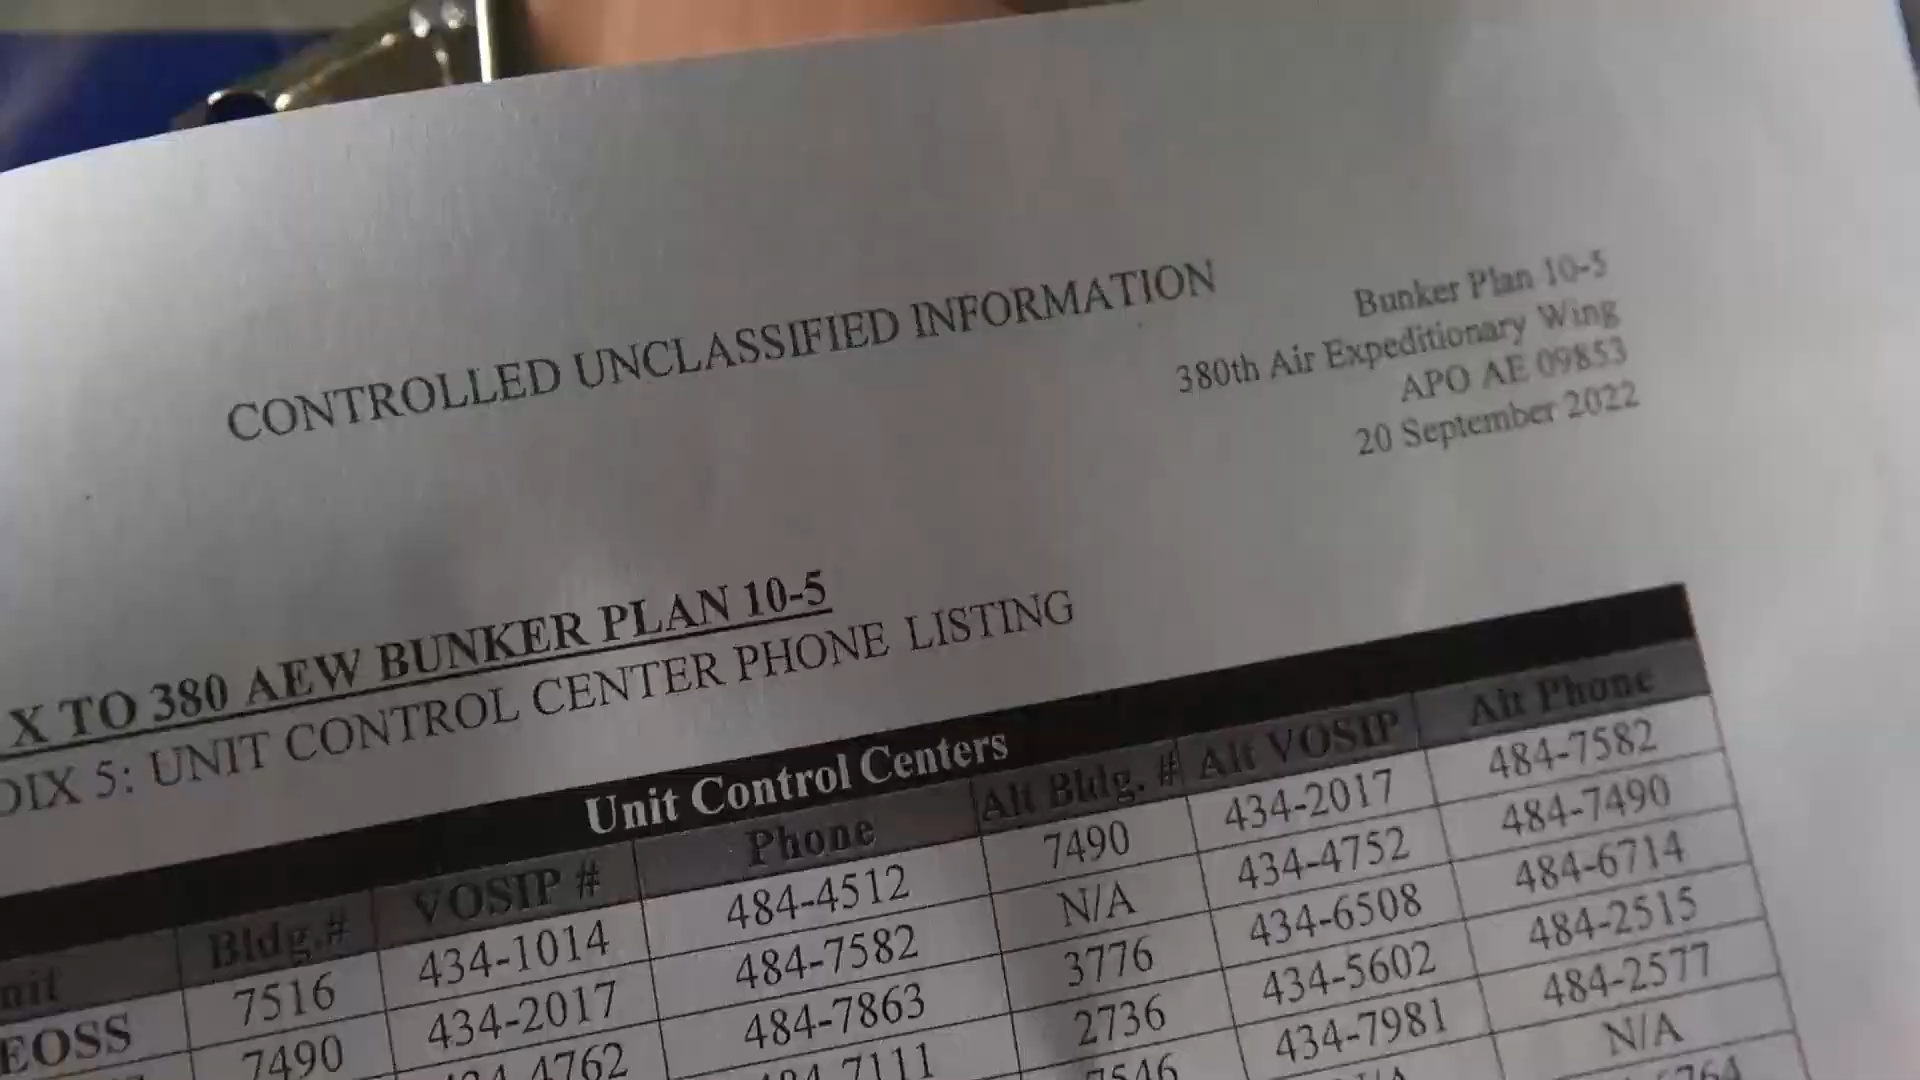 CONTROLLED UNCLASSIFIED INFORMATION
Bunker Plan 10-5
380th Air Expeditionary Wing
APO AE 09853
20 September 2022
X TO 380 AEW BUNKER PLAN 10-5
DIX 5: UNIT CONTROL CENTER PHONE LISTING
Unit Control Centers
nit Bldg.# VOSIP # Phone Alt Bldg. # Alt VOSIP Alt Phone
EOSS 7516 434-1014 484-4512 7490 434-2017 484-7582
7490 434-2017 484-7582 N/A 434-4752 484-7490
4762 484-7863 3776 434-6508 484-6714
7111 2736 434-5602 484-2515
7546 434-7981 484-2577
N/A